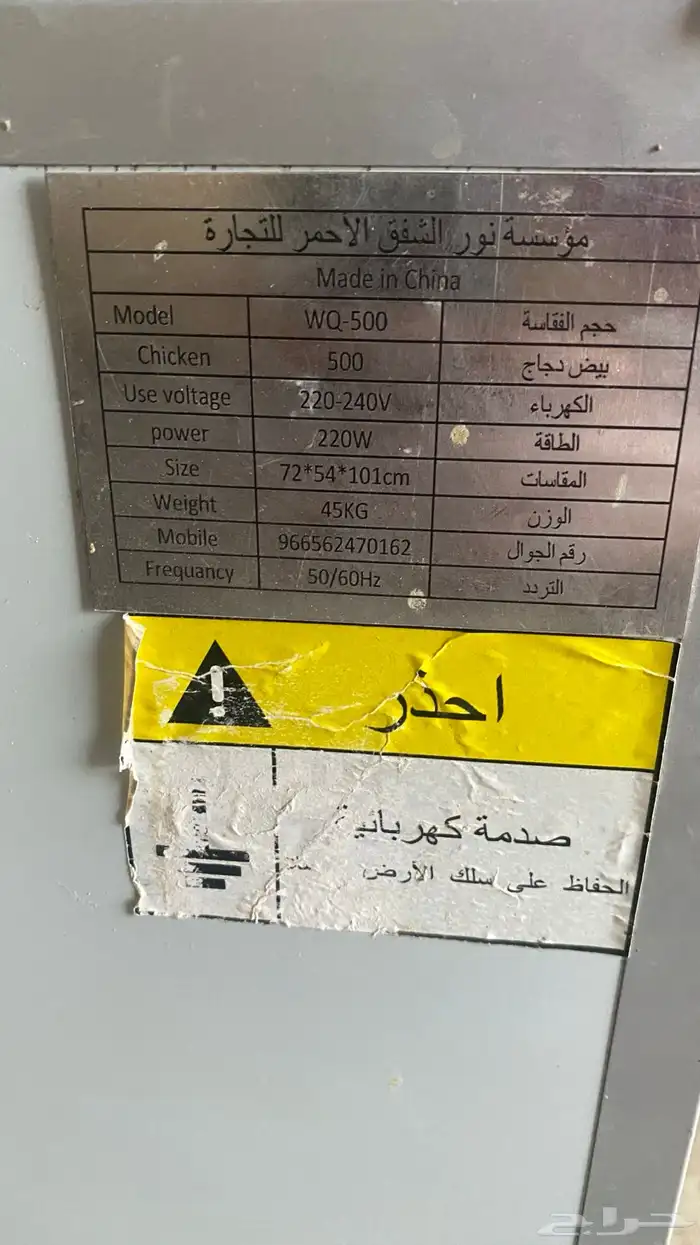 مؤسسة نور الشفق الاحمر للتجارة
Made in China
Model WQ-500 حجم الفقاسة
Chicken 500 بيض دجاج
Use voltage 220-240V الكهرباء
power 220W الطاقة
Size 72*54*101cm المقاسات
Weight 45KG الوزن
Mobile 966562470162 رقم الجوال
Frequancy 50/60Hz التردد
احذر
صدمة كهربائية
الحفاظ على سلك الأرض
حراج